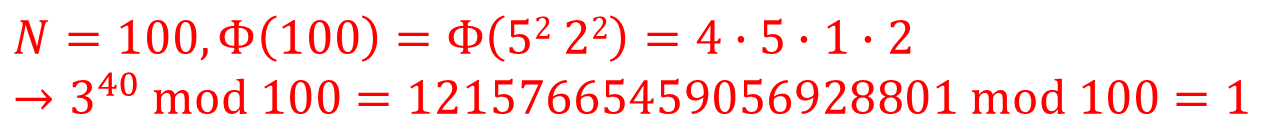 N = 100, Φ(100) = Φ(5² 2²) = 4 · 5 · 1 · 2
→ 3⁴⁰ mod 100 = 12157665459056928801 mod 100 = 1